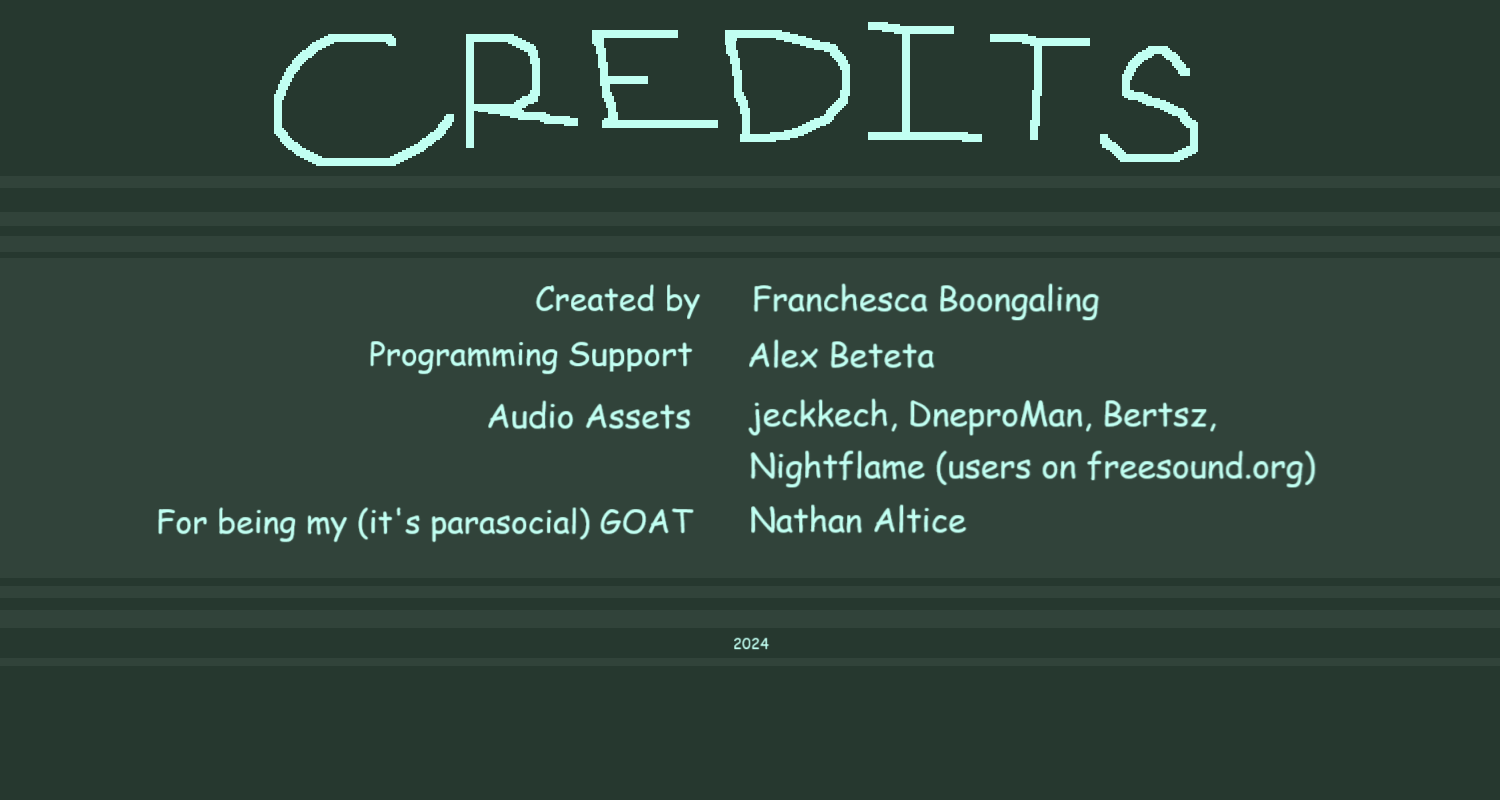 CREDITS
Created by Franchesca Boongaling
Programming Support Alex Beteta
Audio Assets jeckkech, DneproMan, Bertsz,
Nightflame (users on freesound.org)
For being my (it's parasocial) GOAT Nathan Altice
2024